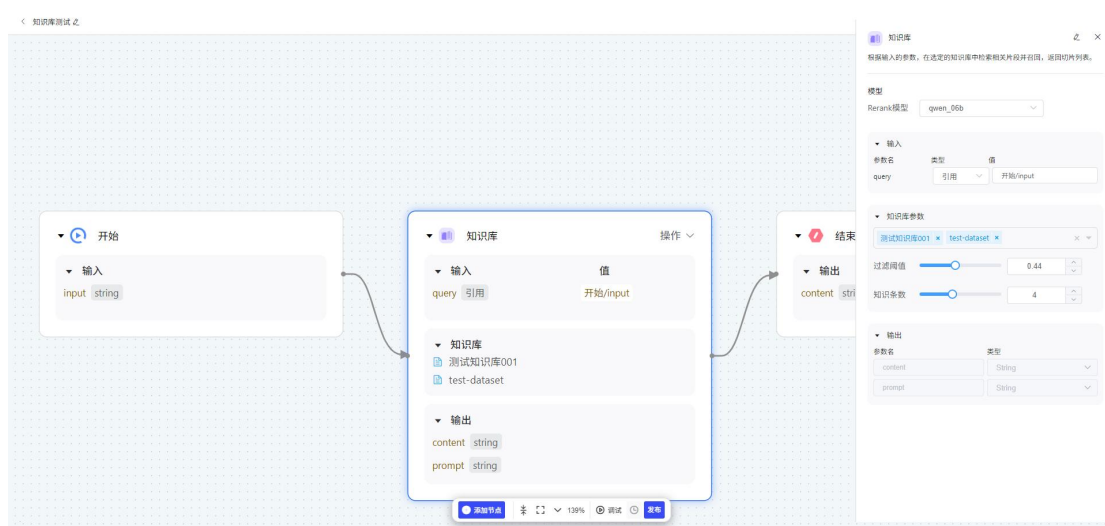 知识库测试
开始
输入
input string
知识库 操作
输入 值
query 引用 开始/input
知识库
测试知识库001
test-dataset
输出
content string
prompt string
结束
输出
content stri
添加节点 139% 调试 发布
知识库
根据输入的参数，在选定的知识库中检索相关片段并召回，返回切片列表。
模型
Rerank模型 qwen_06b
输入
参数名 类型 值
query 引用 开始/input
知识库参数
测试知识库001 × test-dataset ×
过滤阈值 0.44
知识条数 4
输出
参数名 类型
content String
prompt String